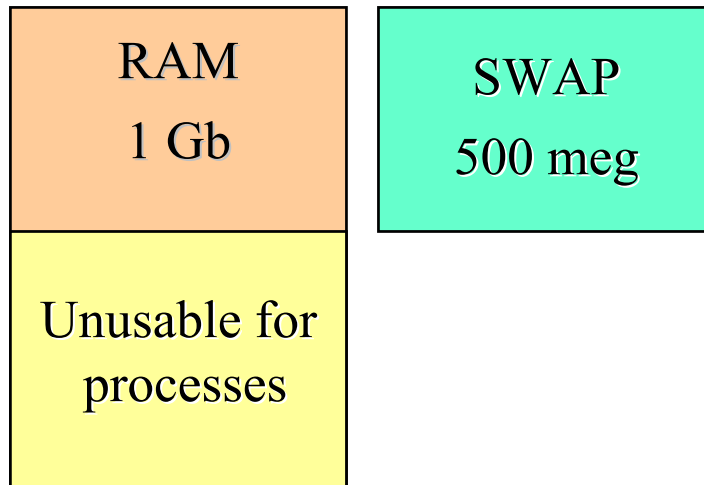 RAM
1 Gb
SWAP
500 meg
Unusable for
processes